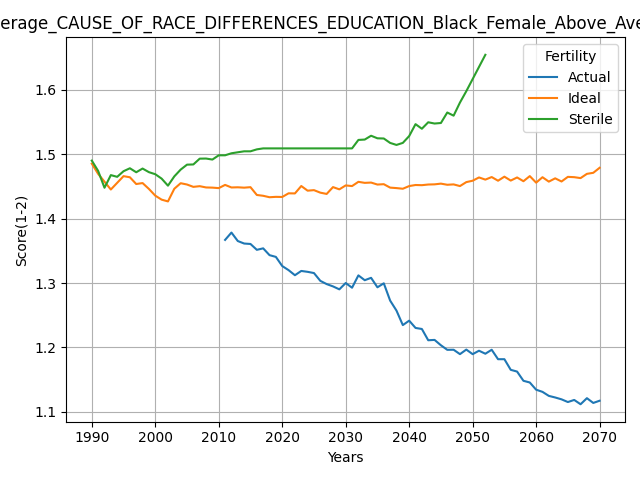 erage_CAUSE_OF_RACE_DIFFERENCES_EDUCATION_Black_Female_Above_Ave
Fertility
Actual
Ideal
Sterile
Score(1-2)
1.6
1.5
1.4
1.3
1.2
1.1
1990 2000 2010 2020 2030 2040 2050 2060 2070
Years